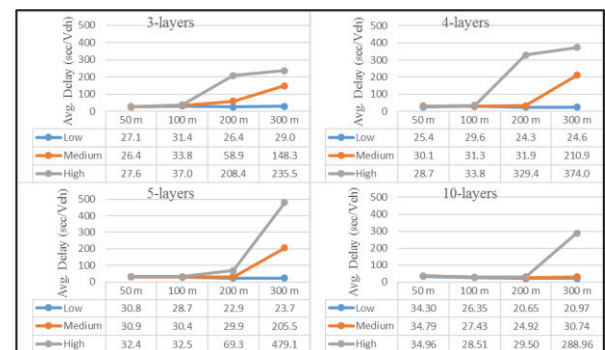 3-layers
Avg. Delay (sec/Veh)
500
400
300
200
100
0
50 m 100 m 200 m 300 m
Low 27.1 31.4 26.4 29.0
Medium 26.4 33.8 58.9 148.3
High 27.6 37.0 208.4 235.5
4-layers
Avg. Delay (sec/Veh)
500
400
300
200
100
0
50 m 100 m 200 m 300 m
Low 25.4 29.6 24.3 24.6
Medium 30.1 31.3 31.9 210.9
High 28.7 33.8 329.4 374.0
5-layers
Avg. Delay (sec/Veh)
500
400
300
200
100
0
50 m 100 m 200 m 300 m
Low 30.8 28.7 22.9 23.7
Medium 30.9 30.4 29.9 205.5
High 32.4 32.5 69.3 479.1
10-layers
Avg. Delay (sec/Veh)
500
400
300
200
100
0
50 m 100 m 200 m 300 m
Low 34.30 26.35 20.65 20.97
Medium 34.79 27.43 24.92 30.74
High 34.96 28.51 29.50 288.96